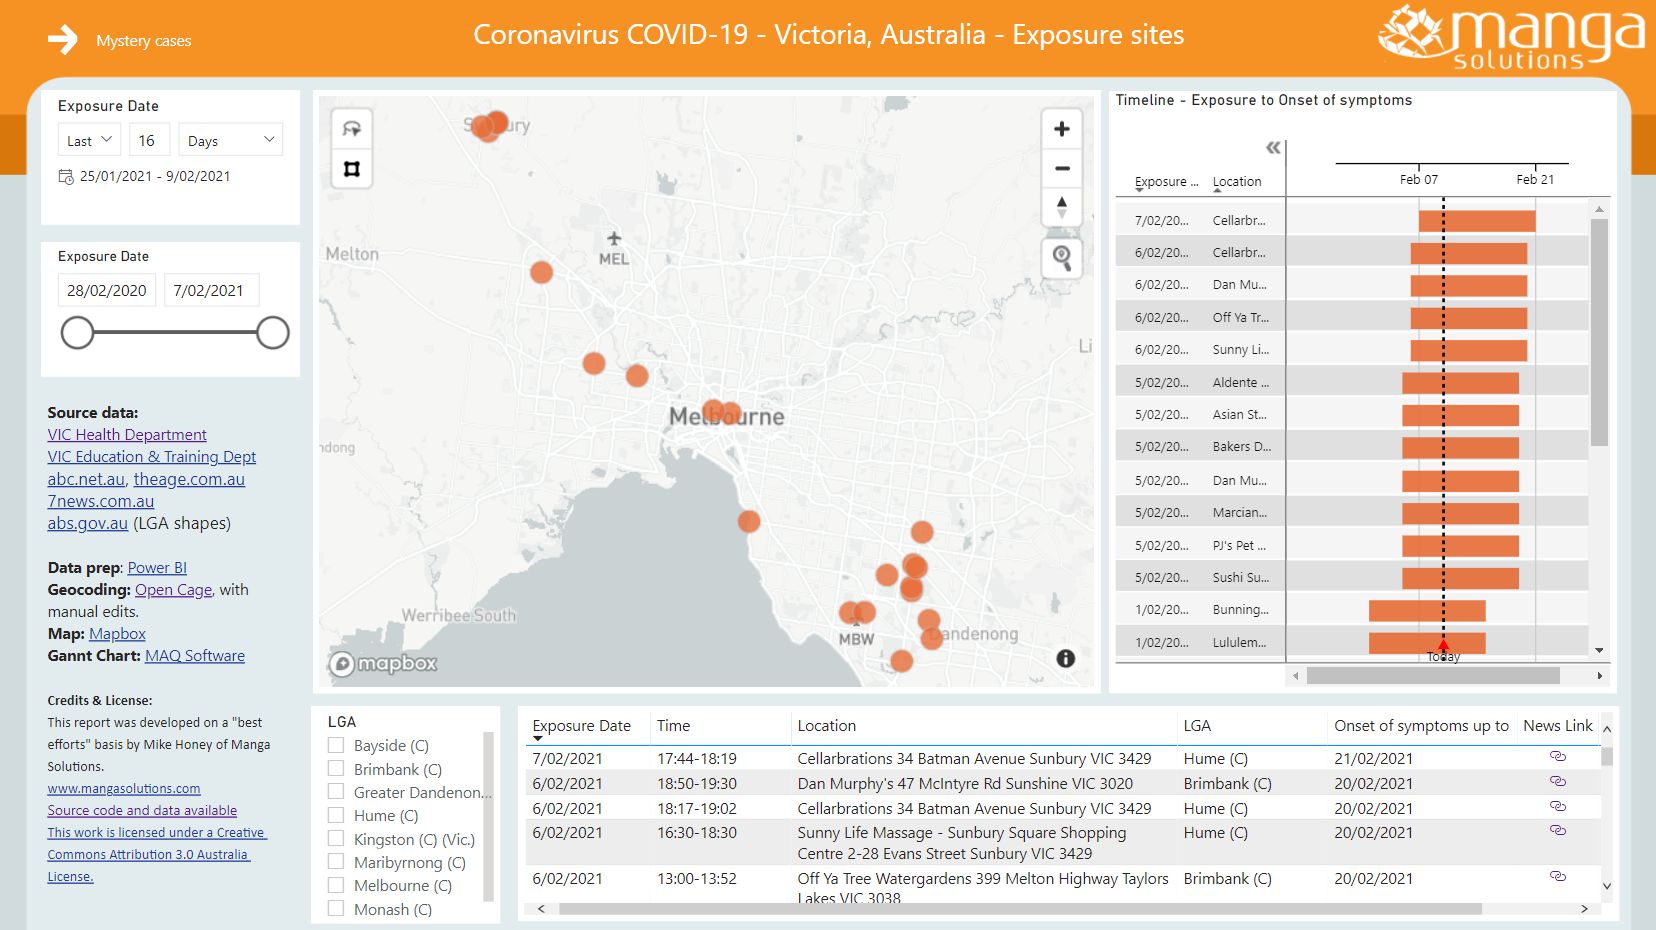 Mystery cases
Coronavirus COVID-19 - Victoria, Australia - Exposure sites
manga
solutions
Exposure Date
Last 16 Days
25/01/2021 - 9/02/2021
Exposure Date
28/02/2020 7/02/2021
Source data:
VIC Health Department
VIC Education & Training Dept
abc.net.au, theage.com.au
7news.com.au
abs.gov.au (LGA shapes)
Data prep: Power BI
Geocoding: Open Cage, with
manual edits.
Map: Mapbox
Gannt Chart: MAQ Software
Credits & License:
This report was developed on a "best
efforts" basis by Mike Honey of Manga
Solutions.
www.mangasolutions.com
Source code and data available
This work is licensed under a Creative
Commons Attribution 3.0 Australia
License.
Melton
MEL
Li
Melbourne
ndong
Werribee South
MBW
Dandenong
mapbox
Timeline - Exposure to Onset of symptoms
Exposure ... Location Feb 07 Feb 21
7/02/20... Cellarbr...
6/02/20... Cellarbr...
6/02/20... Dan Mu...
6/02/20... Off Ya Tr...
6/02/20... Sunny Li...
5/02/20... Aldente ...
5/02/20... Asian St...
5/02/20... Bakers D...
5/02/20... Dan Mu...
5/02/20... Marcian...
5/02/20... PJ's Pet ...
5/02/20... Sushi Su...
1/02/20... Bunning...
1/02/20... Lululem...
Today
LGA
Bayside (C)
Brimbank (C)
Greater Dandenon...
Hume (C)
Kingston (C) (Vic.)
Maribyrnong (C)
Melbourne (C)
Monash (C)
Exposure Date Time Location LGA Onset of symptoms up to News Link
7/02/2021 17:44-18:19 Cellarbrations 34 Batman Avenue Sunbury VIC 3429 Hume (C) 21/02/2021
6/02/2021 18:50-19:30 Dan Murphy's 47 McIntyre Rd Sunshine VIC 3020 Brimbank (C) 20/02/2021
6/02/2021 18:17-19:02 Cellarbrations 34 Batman Avenue Sunbury VIC 3429 Hume (C) 20/02/2021
6/02/2021 16:30-18:30 Sunny Life Massage - Sunbury Square Shopping Hume (C) 20/02/2021
Centre 2-28 Evans Street Sunbury VIC 3429
6/02/2021 13:00-13:52 Off Ya Tree Watergardens 399 Melton Highway Taylors Brimbank (C) 20/02/2021
Lakes VIC 3038